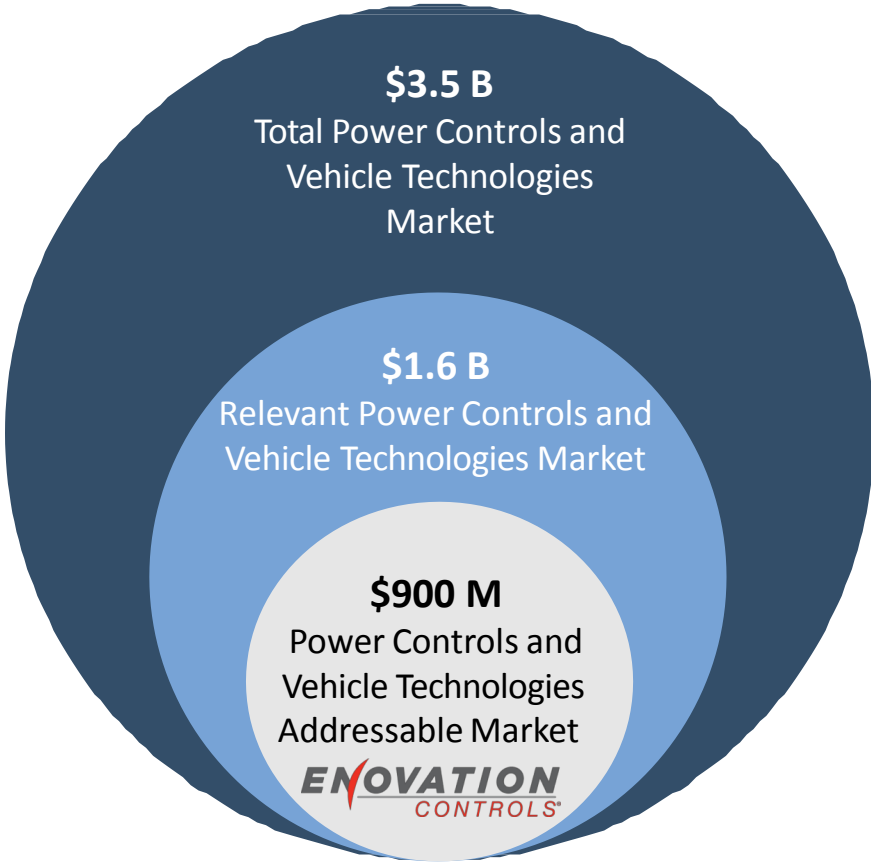 $3.5 B
Total Power Controls and
Vehicle Technologies
Market
$1.6 B
Relevant Power Controls and
Vehicle Technologies Market
$900 M
Power Controls and
Vehicle Technologies
Addressable Market
ENOVATION
CONTROLS®